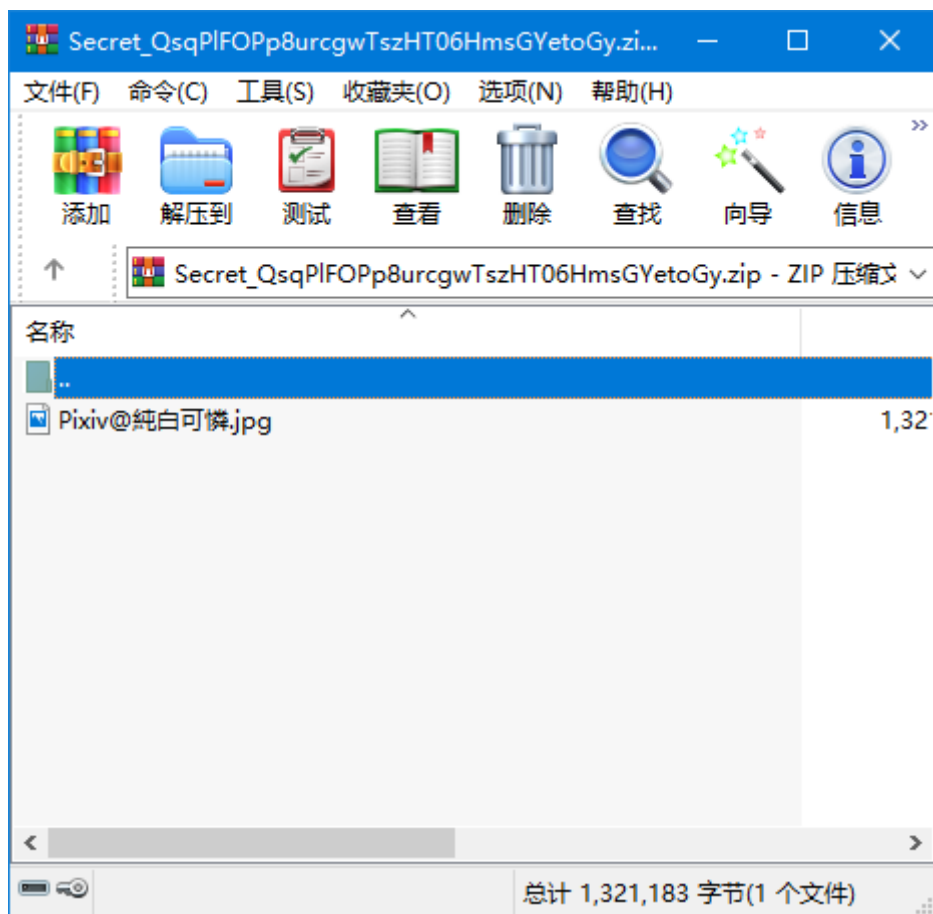 Secret_QsqPlFOPp8urcgwTszHT06HmsGYetoGy.zi...
文件(F) 命令(C) 工具(S) 收藏夹(O) 选项(N) 帮助(H)
添加 解压到 测试 查看 删除 查找 向导 信息
Secret_QsqPlFOPp8urcgwTszHT06HmsGYetoGy.zip - ZIP 压缩文
名称
..
Pixiv@純白可憐.jpg 1,321
总计 1,321,183 字节(1 个文件)